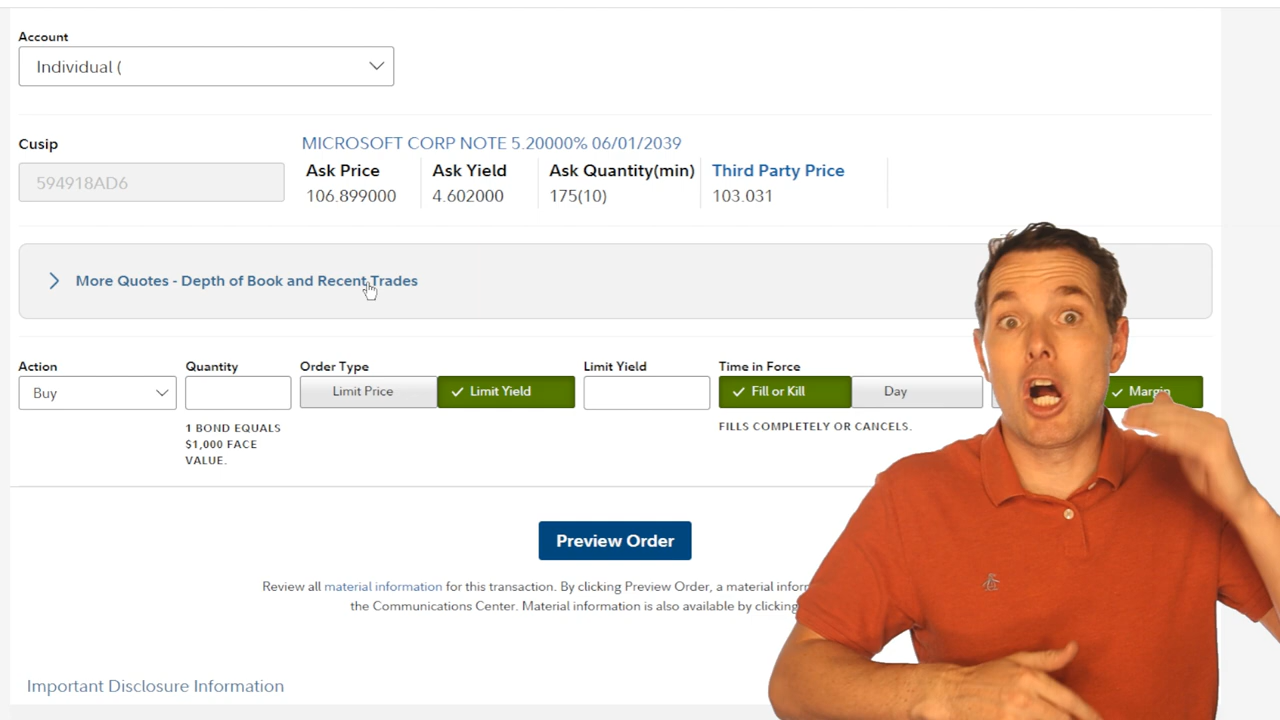 Account
Individual (
Cusip
MICROSOFT CORP NOTE 5.20000% 06/01/2039
594918AD6
Ask Price
106.899000
Ask Yield
4.602000
Ask Quantity(min)
175(10)
Third Party Price
103.031
More Quotes - Depth of Book and Recent Trades
Action
Buy
Quantity
1 BOND EQUALS
$1,000 FACE
VALUE.
Order Type
Limit Price
Limit Yield
Limit Yield
Time in Force
Fill or Kill
Day
FILLS COMPLETELY OR CANCELS.
Margin
Preview Order
Review all material information for this transaction. By clicking Preview Order, a material
the Communications Center. Material information is also available by clicking
Important Disclosure Information